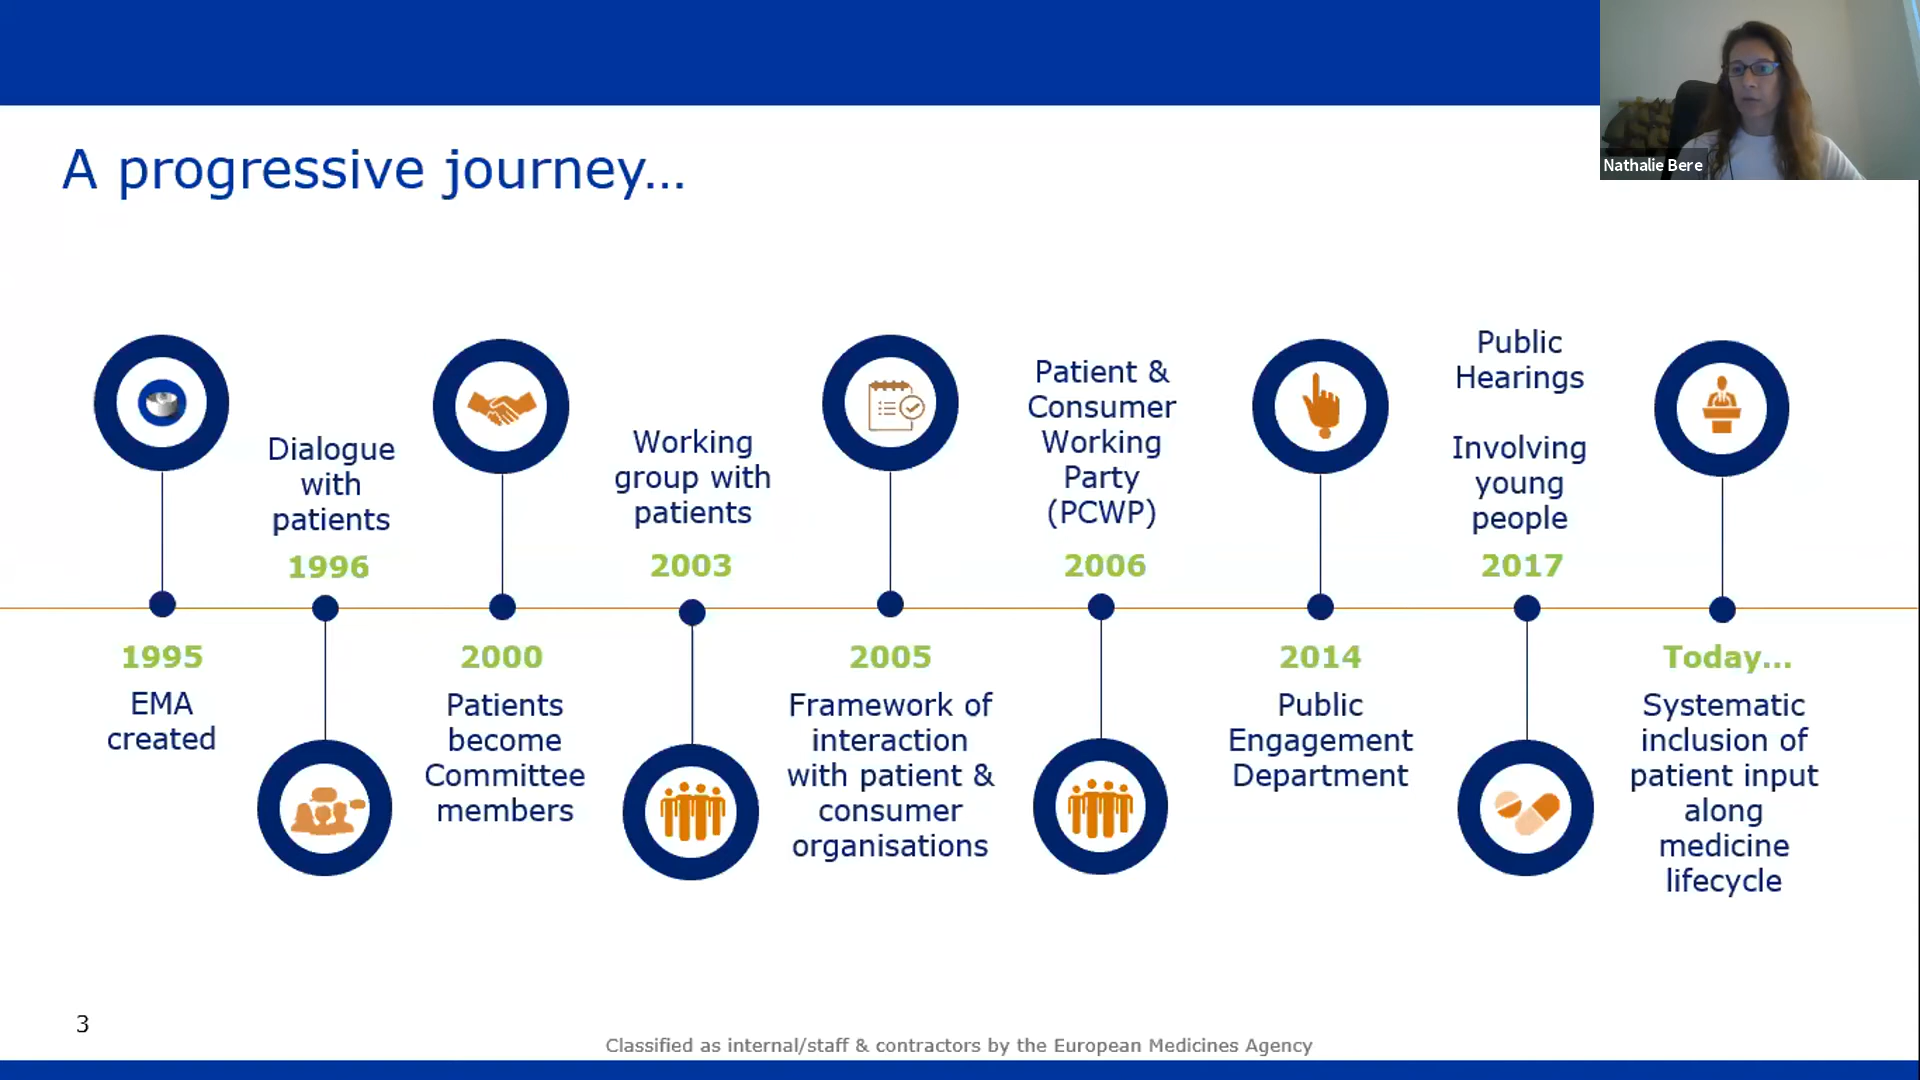 Nathalie Bere
A progressive journey...
1995
EMA
created
Dialogue
with
patients
1996
2000
Patients
become
Committee
members
Working
group with
patients
2003
2005
Framework of
interaction
with patient &
consumer
organisations
Patient &
Consumer
Working
Party
(PCWP)
2006
2014
Public
Engagement
Department
Public
Hearings
Involving
young
people
2017
Today...
Systematic
inclusion of
patient input
along
medicine
lifecycle
3
Classified as internal/staff & contractors by the European Medicines Agency